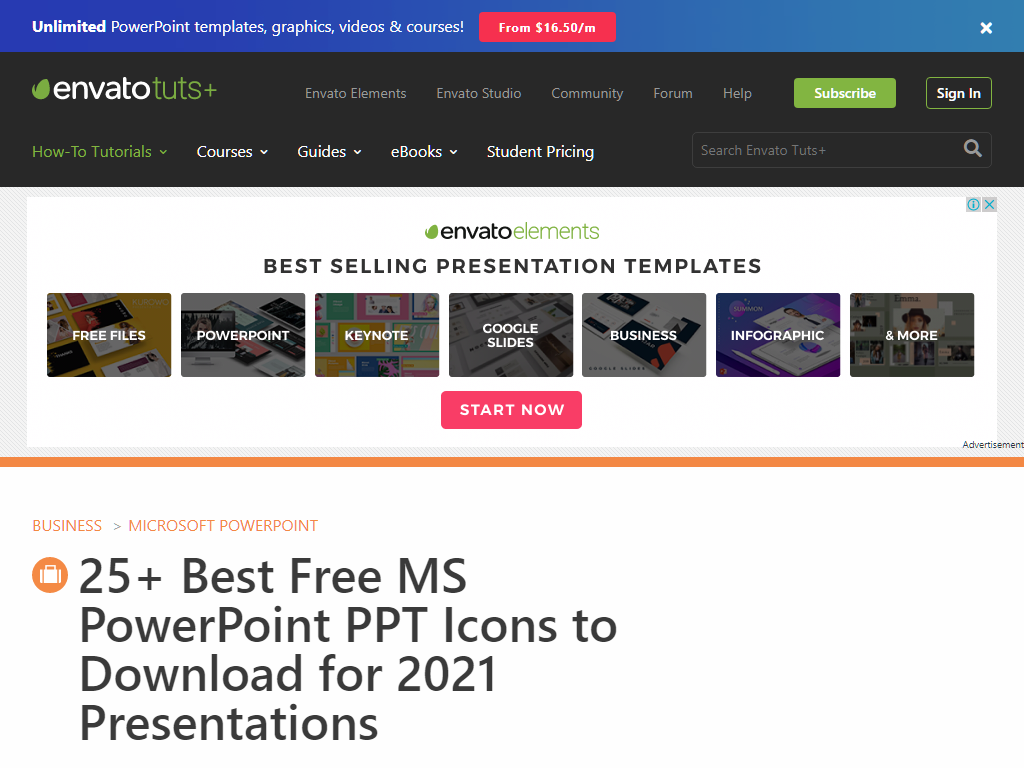 Unlimited PowerPoint templates, graphics, videos & courses! From $16.50/m
envatotuts+ Envato Elements Envato Studio Community Forum Help Subscribe Sign In
How-To Tutorials Courses Guides eBooks Student Pricing Search Envato Tuts+
envatoelements
BEST SELLING PRESENTATION TEMPLATES
FREE FILES POWERPOINT KEYNOTE GOOGLE SLIDES BUSINESS INFOGRAPHIC & MORE
START NOW
Advertisement
BUSINESS > MICROSOFT POWERPOINT
25+ Best Free MS
PowerPoint PPT Icons to
Download for 2021
Presentations